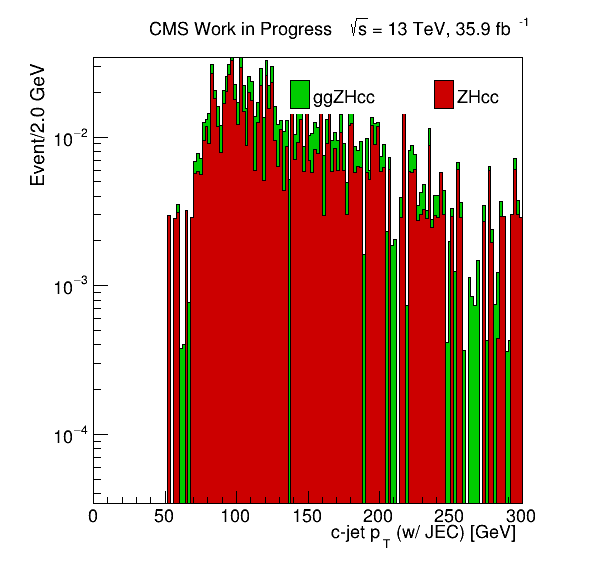 CMS Work in Progress √s = 13 TeV, 35.9 fb⁻¹
Event/2.0 GeV
ggZHcc ZHcc
10⁻²
10⁻³
10⁻⁴
0 50 100 150 200 250 300
c-jet p_T (w/ JEC) [GeV]